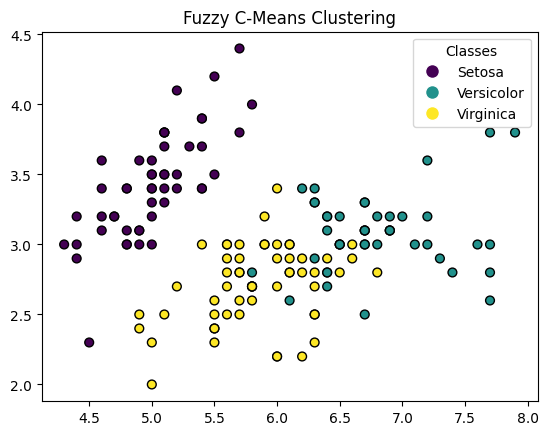 Fuzzy C-Means Clustering
Classes
Setosa
Versicolor
Virginica
4.5
4.0
3.5
3.0
2.5
2.0
4.5 5.0 5.5 6.0 6.5 7.0 7.5 8.0